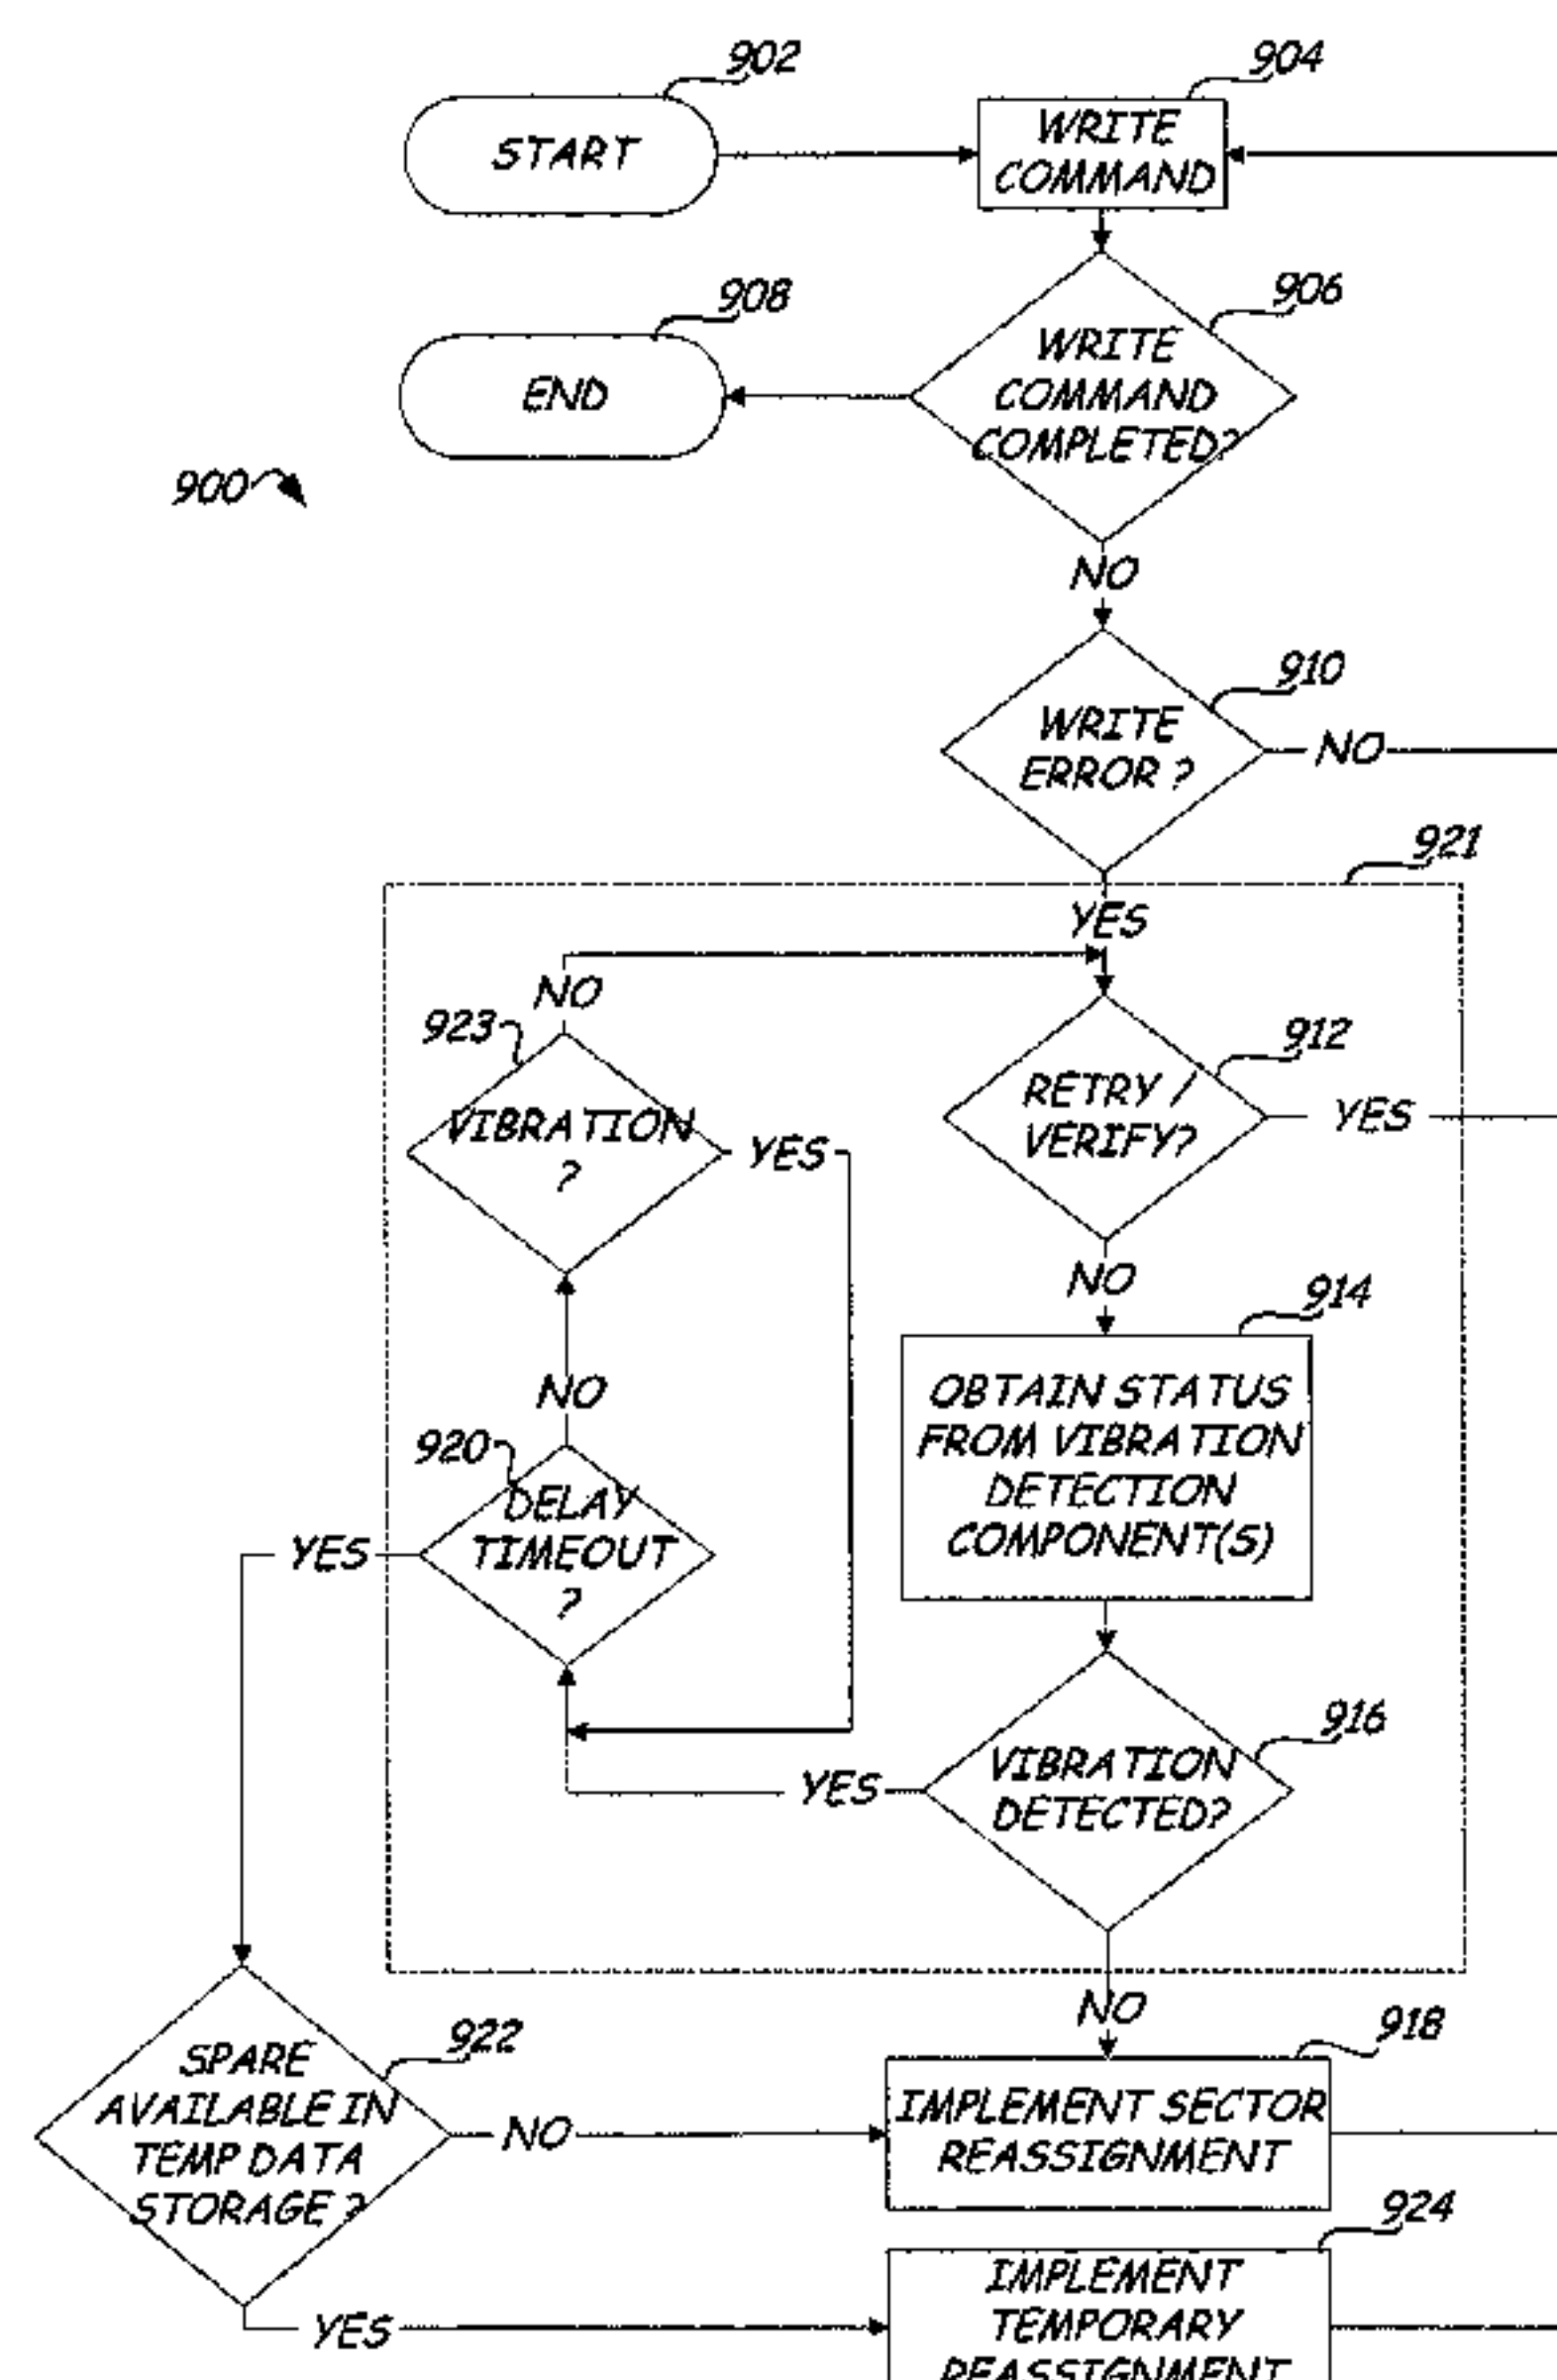 902
904
START
WRITE
COMMAND
908
906
END
WRITE
COMMAND
COMPLETED?
900
NO
910
WRITE
ERROR ?
NO
921
YES
NO
923
912
VIBRATION
?
YES
RETRY /
VERIFY?
YES
NO
914
NO
920
OBTAIN STATUS
FROM VIBRATION
DETECTION
COMPONENT(S)
DELAY
TIMEOUT
?
YES
916
YES
VIBRATION
DETECTED?
NO
922
918
SPARE
AVAILABLE IN
TEMP DATA
STORAGE ?
NO
IMPLEMENT SECTOR
REASSIGNMENT
924
YES
IMPLEMENT
TEMPORARY
REASSIGNMENT